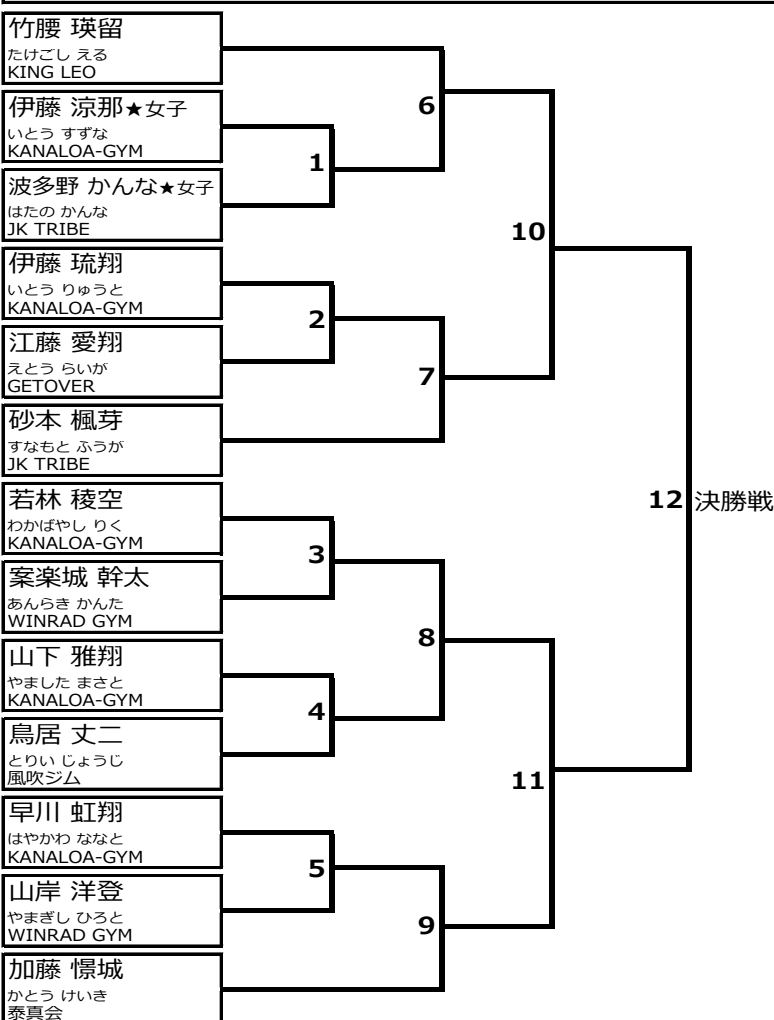 竹腰 瑛留
たけごし える
KING LEO
伊藤 涼那★女子
いとう すずな
KANALOA-GYM
波多野 かんな★女子
はたの かんな
JK TRIBE
伊藤 琉翔
いとう りゅうと
KANALOA-GYM
江藤 愛翔
えとう らいが
GETOVER
砂本 楓芽
すなもと ふうが
JK TRIBE
若林 稜空
わかばやし りく
KANALOA-GYM
案楽城 幹太
あんらき かんた
WINRAD GYM
山下 雅翔
やました まさと
KANALOA-GYM
鳥居 丈二
とりい じょうじ
風吹ジム
早川 虹翔
はやかわ ななと
KANALOA-GYM
山岸 洋登
やまぎし ひろと
WINRAD GYM
加藤 憬城
かとう けいき
泰真会
1
2
3
4
5
6
7
8
9
10
11
12 決勝戦